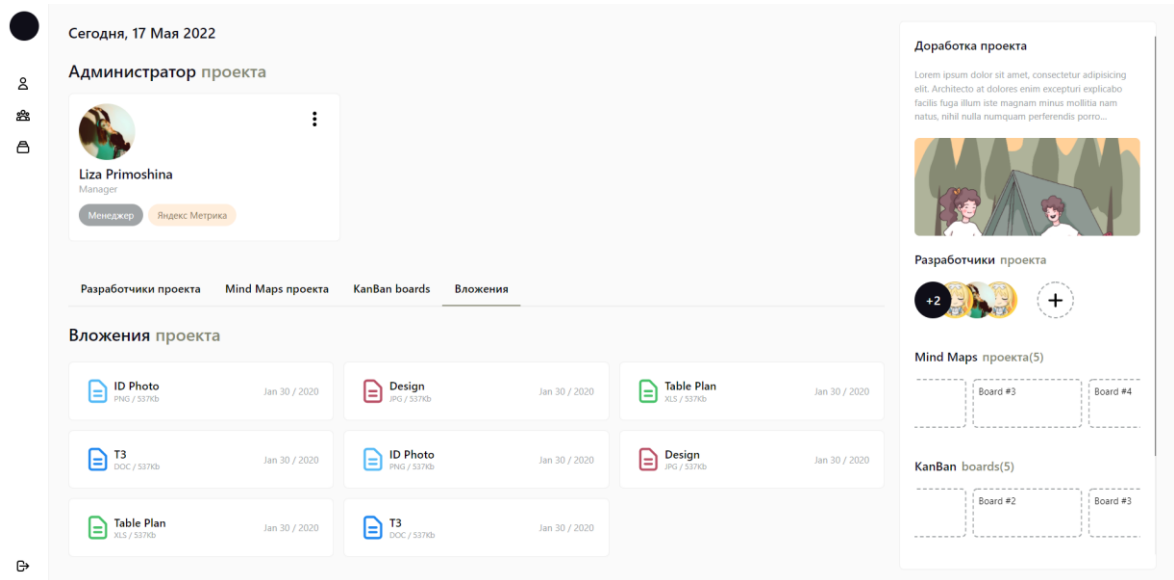 Сегодня, 17 Мая 2022
Администратор проекта
Liza Primoshina
Manager
Менеджер
Яндекс Метрика
Разработчики проекта
Mind Maps проекта
KanBan boards
Вложения
Вложения проекта
ID Photo
PNG / 537Kb
Jan 30 / 2020
Design
JPG / 537Kb
Jan 30 / 2020
Table Plan
XLS / 537Kb
Jan 30 / 2020
ТЗ
DOC / 537Kb
Jan 30 / 2020
ID Photo
PNG / 537Kb
Jan 30 / 2020
Design
JPG / 537Kb
Jan 30 / 2020
Table Plan
XLS / 537Kb
Jan 30 / 2020
ТЗ
DOC / 537Kb
Jan 30 / 2020
Доработка проекта
Lorem ipsum dolor sit amet, consectetur adipisicing
elit. Architecto at dolores enim excepturi explicabo
facilis fuga illum iste magnam minus mollitia nam
natus, nihil nulla numquam perferendis porro...
Разработчики проекта
+2
Mind Maps проекта(5)
Board #3
Board #4
KanBan boards(5)
Board #2
Board #3